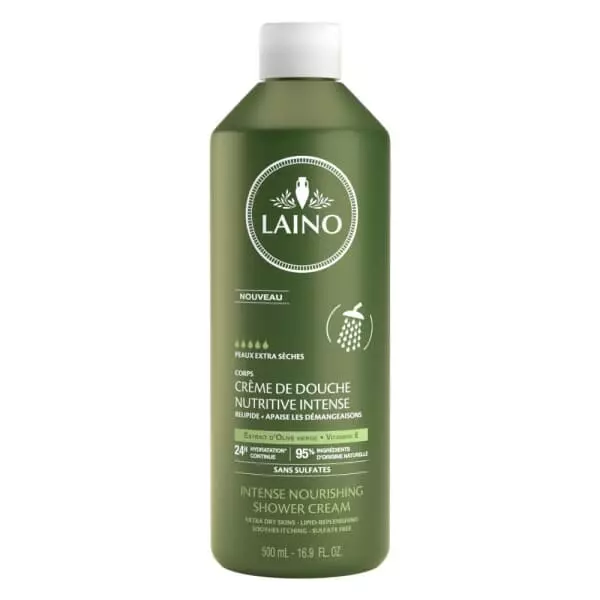 LAINO
NOUVEAU
PEAUX EXTRA SÈCHES
CORPS
CRÈME DE DOUCHE
NUTRITIVE INTENSE
RELIPIDE • APAISE LES DÉMANGEAISONS
EXTRAIT D'OLIVE VIERGE • VITAMINE E
24H HYDRATATION* CONTINUE 95% INGRÉDIENTS D'ORIGINE NATURELLE
SANS SULFATES
INTENSE NOURISHING
SHOWER CREAM
EXTRA DRY SKINS - LIPID-REPLENISHING
SOOTHES ITCHING - SULFATE FREE
500 mL - 16.9 FL. OZ.